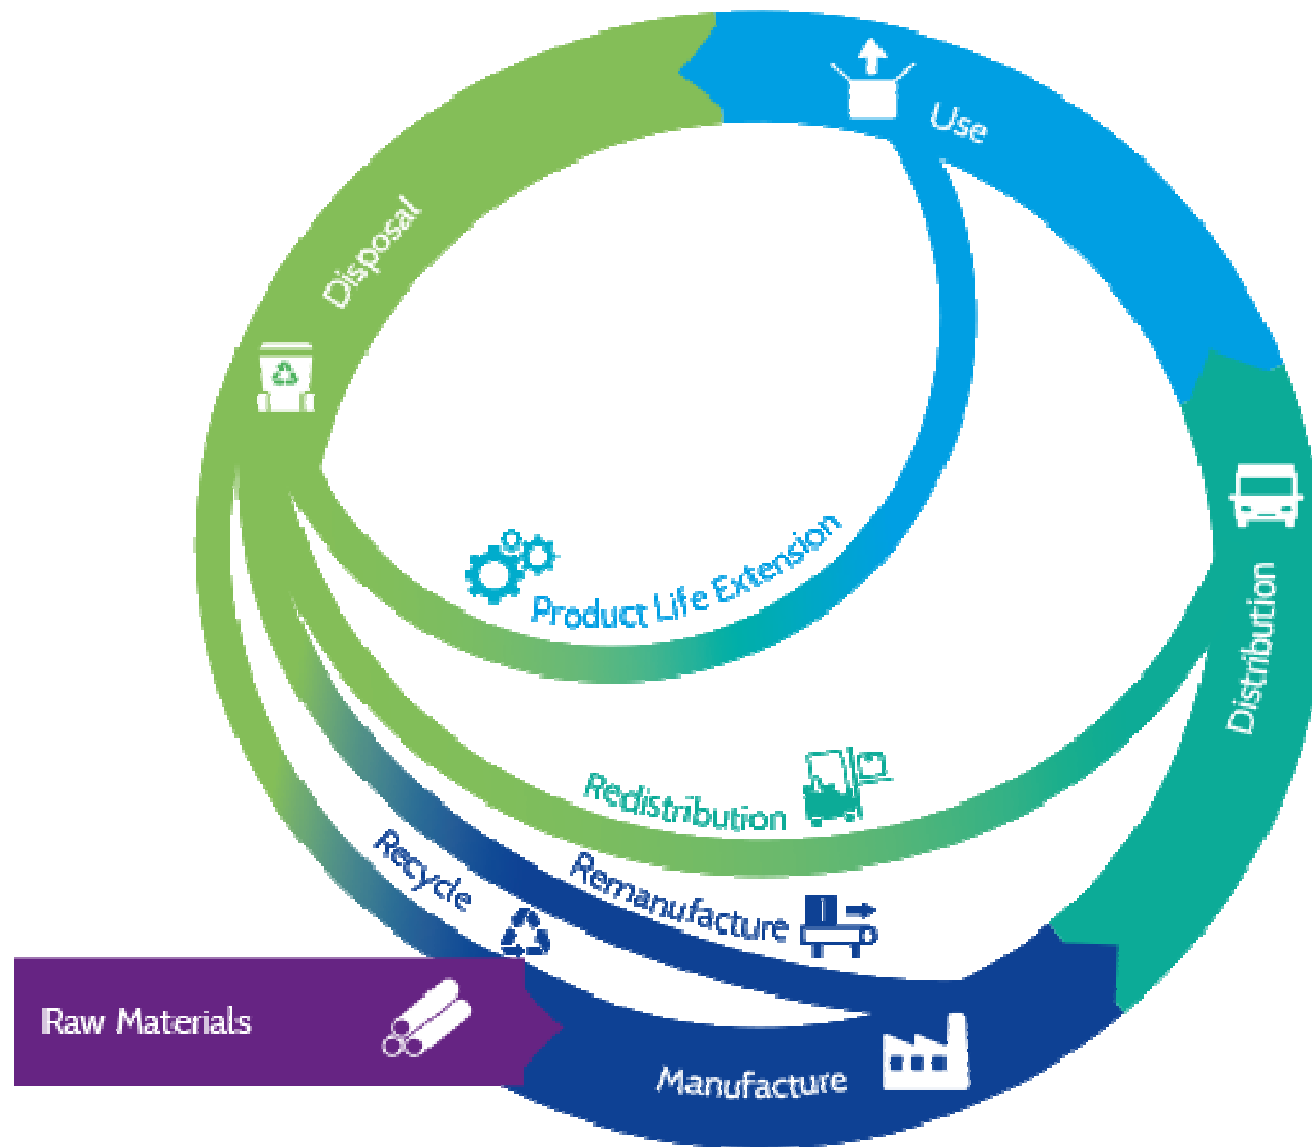 Use
Disposal
Product Life Extension
Distribution
Redistribution
Recycle
Remanufacture
Raw Materials
Manufacture